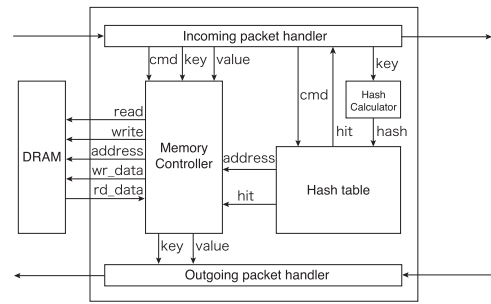 Incoming packet handler
cmd key value
key
cmd
hit
Hash
Calculator
hash
DRAM
read
write
address
wr_data
rd_data
Memory
Controller
address
hit
Hash table
key value
Outgoing packet handler